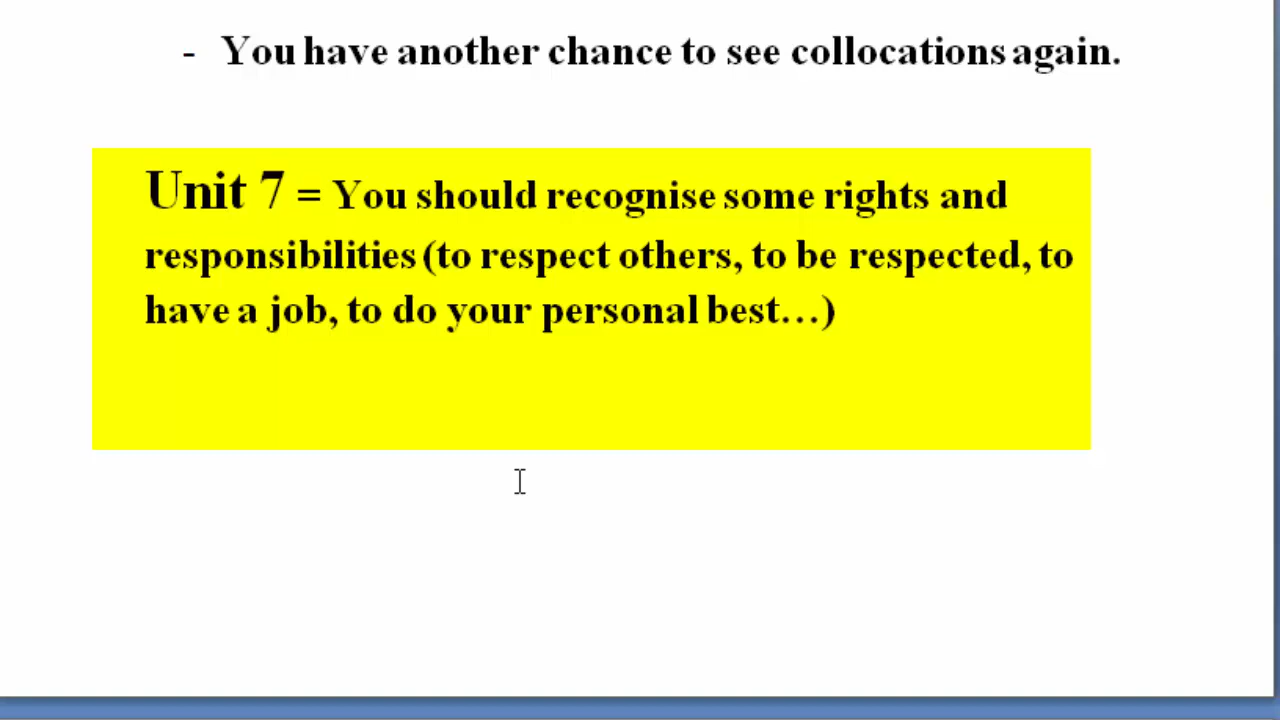 - You have another chance to see collocations again.
Unit 7 = You should recognise some rights and
responsibilities (to respect others, to be respected, to
have a job, to do your personal best...)